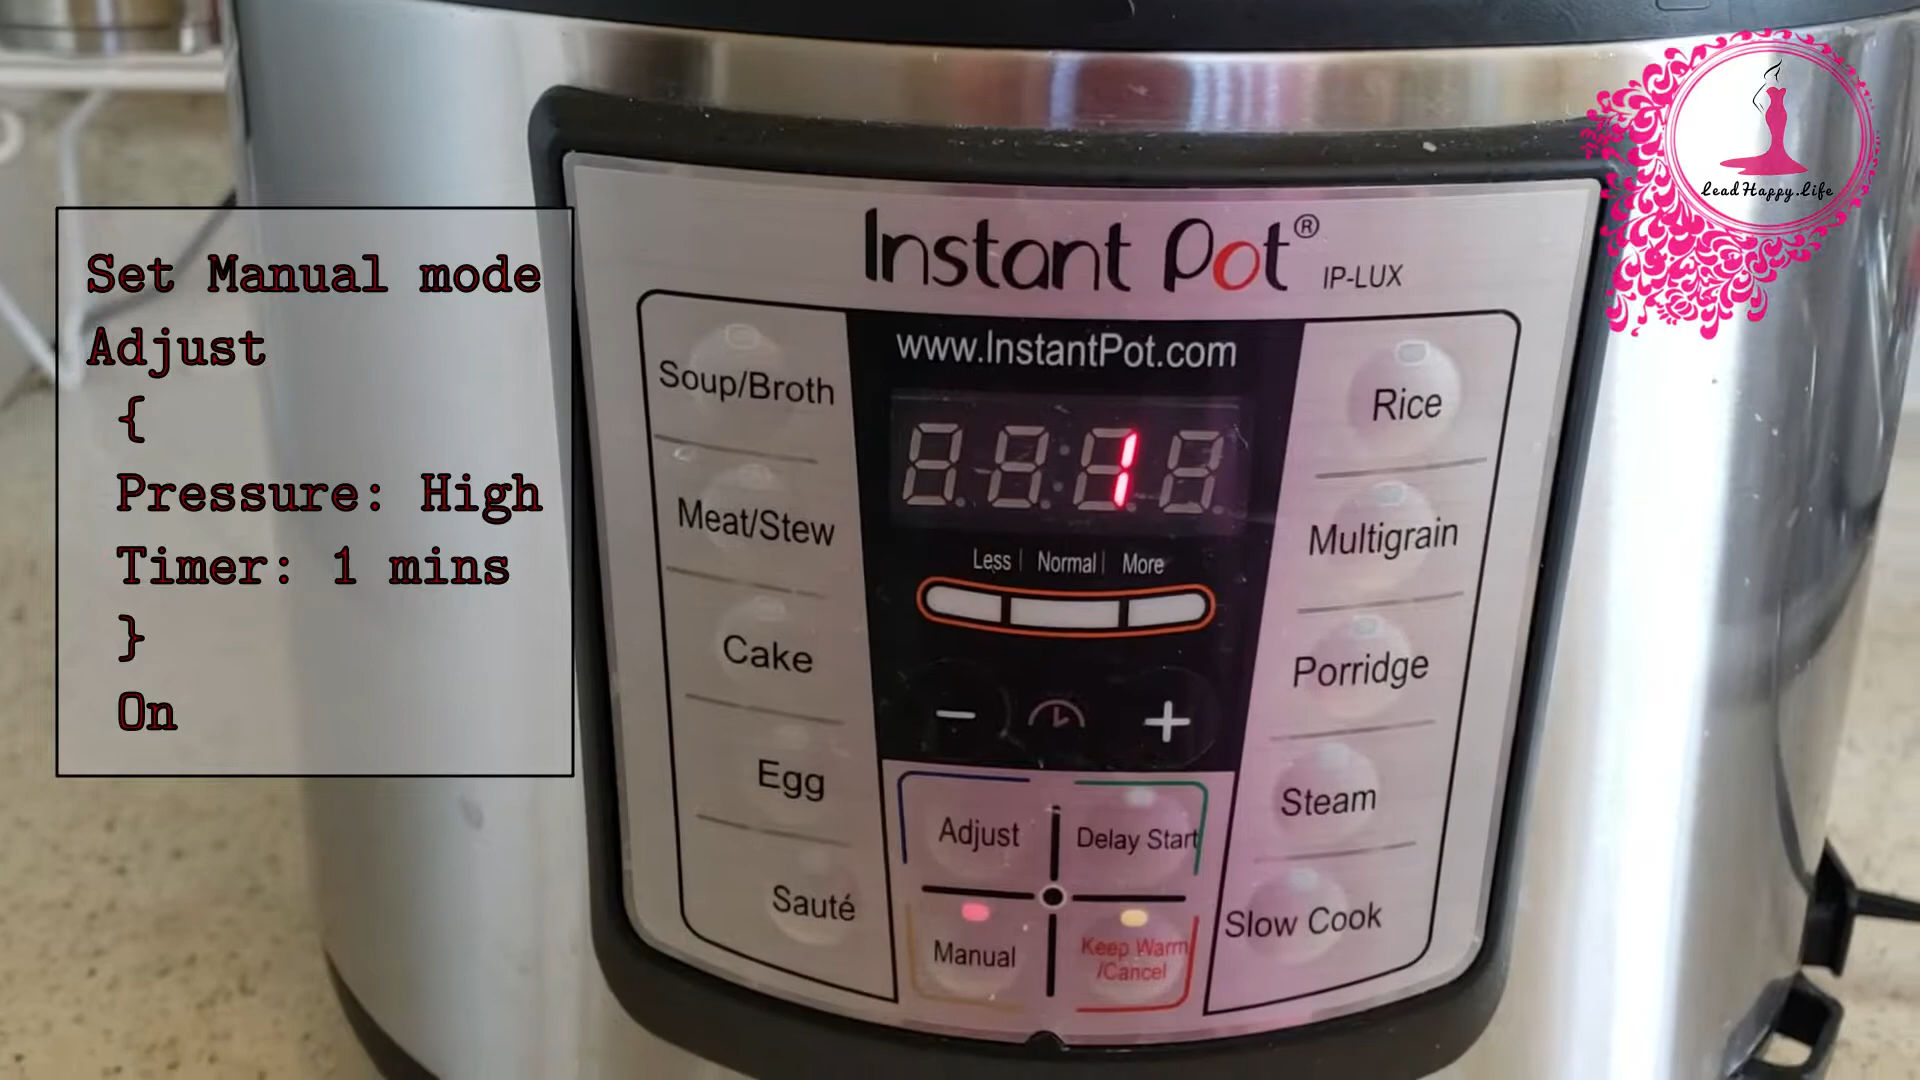 Set Manual mode
Adjust
{
Pressure: High
Timer: 1 mins
}
On
Instant Pot® IP-LUX
www.InstantPot.com
1
Less | Normal | More
Soup/Broth
Meat/Stew
Cake
Egg
Sauté
- +
Adjust
Delay Start
Manual
Keep Warm
/Cancel
Rice
Multigrain
Porridge
Steam
Slow Cook
Lead Happy.Life